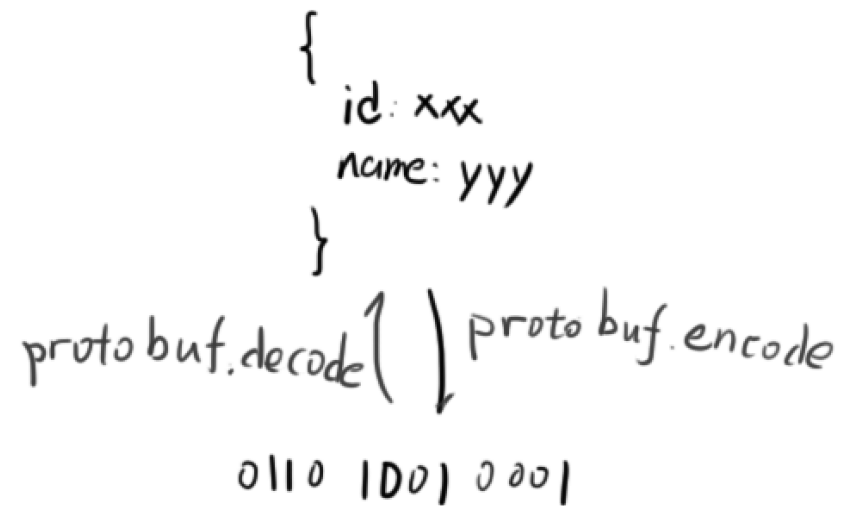 {
id: xxx
name: yyy
}
protobuf.decode
protobuf.encode
0110 1001 0001